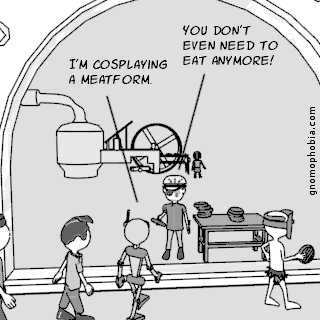 I'M COSPLAYING
A MEATFORM.
YOU DON'T
EVEN NEED TO
EAT ANYMORE!
gnomophobia.com